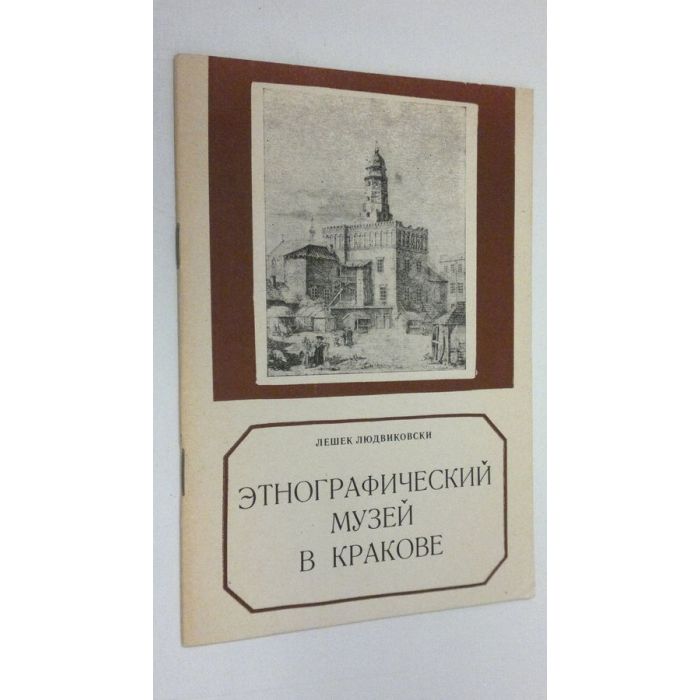 ЛЕШЕК ЛЮДВИКОВСКИ
ЭТНОГРАФИЧЕСКИЙ
МУЗЕЙ
В КРАКОВЕ